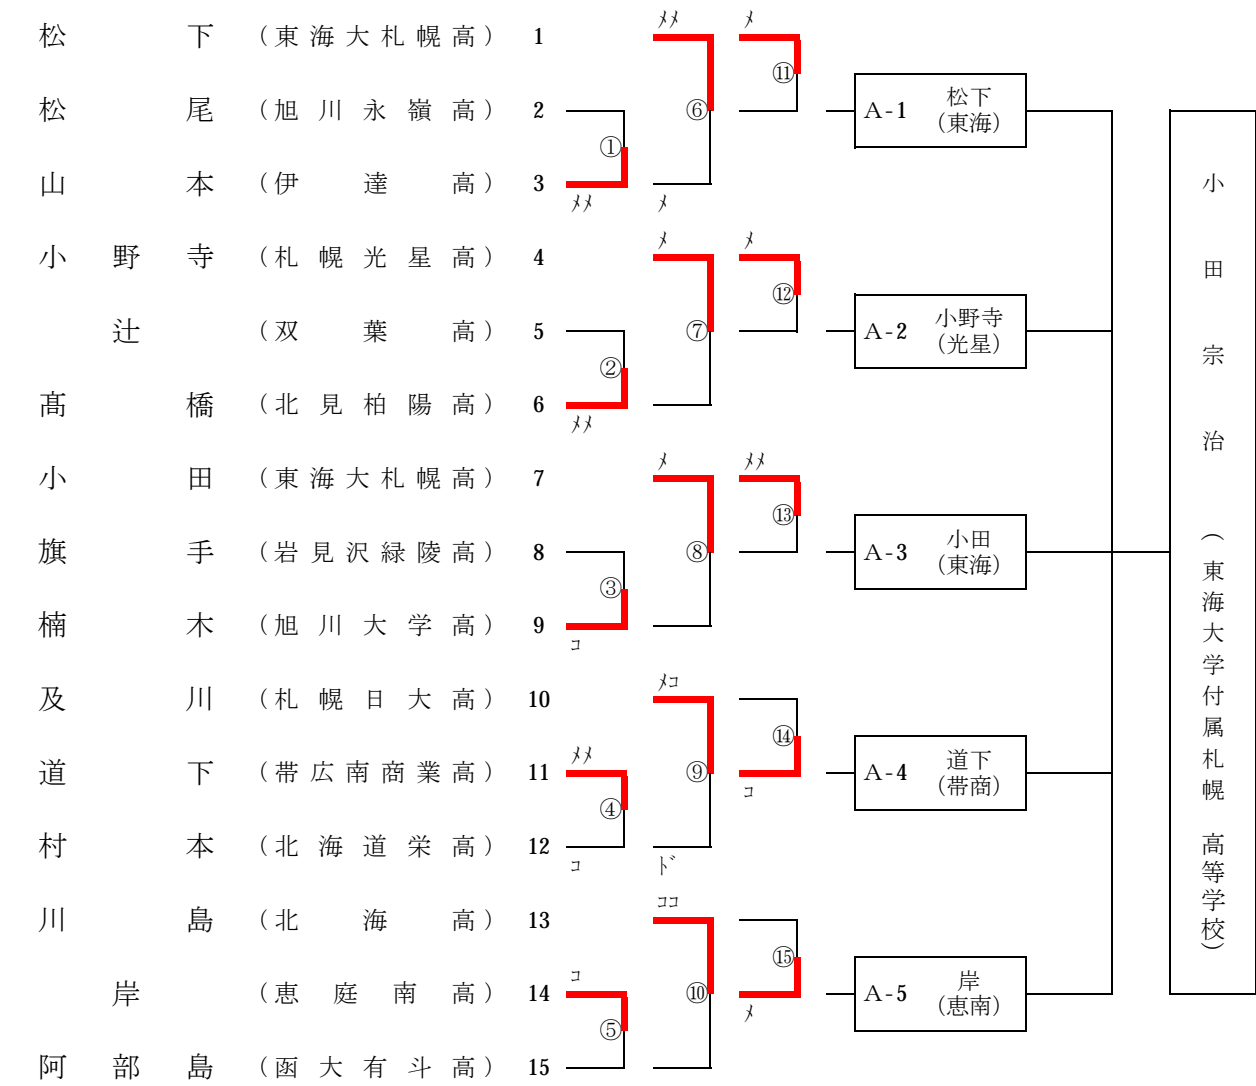 松下 （東海大札幌高） 1
松尾 （旭川永嶺高） 2
山本 （伊達高） 3
小野寺 （札幌光星高） 4
辻 （双葉高） 5
髙橋 （北見柏陽高） 6
小田 （東海大札幌高） 7
旗手 （岩見沢緑陵高） 8
楠木 （旭川大学高） 9
及川 （札幌日大高） 10
道下 （帯広南商業高） 11
村本 （北海道栄高） 12
川島 （北海高） 13
岸 （恵庭南高） 14
阿部島 （函大有斗高） 15
①
ﾒﾒ
②
ﾒﾒ
③
ｺ
ﾒﾒ
④
ｺ
ｺ
⑤
ﾒﾒ
⑥
ﾒ
ﾒ
⑦
ﾒ
⑧
ﾒｺ
⑨
ﾄﾞ
ｺｺ
⑩
ﾒ
⑪
ﾒ
⑫
ﾒﾒ
⑬
⑭
ｺ
⑮
ﾒ
A-1 松下
(東海)
A-2 小野寺
(光星)
A-3 小田
(東海)
A-4 道下
(帯商)
A-5 岸
(恵南)
小田宗治（東海大学付属札幌 高等学校）